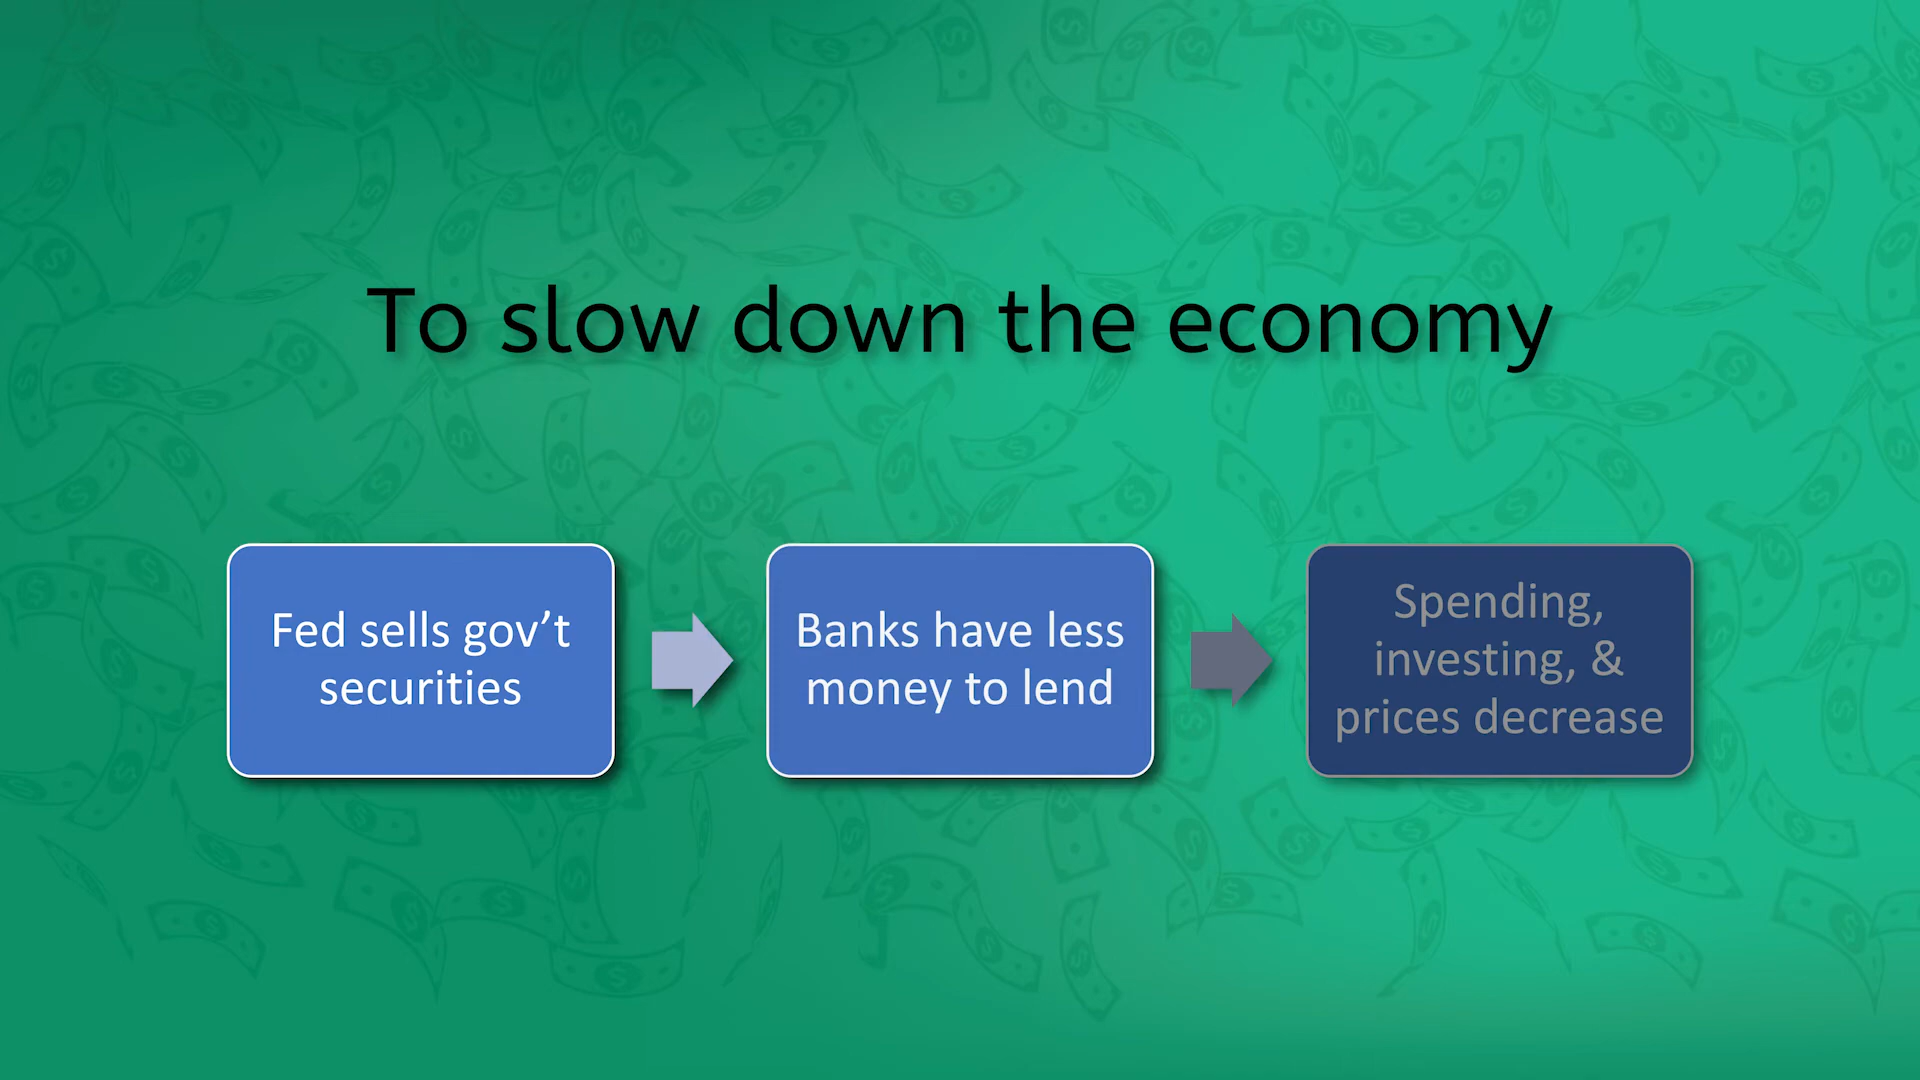 To slow down the economy
Fed sells gov’t
securities
Banks have less
money to lend
Spending,
investing, &
prices decrease